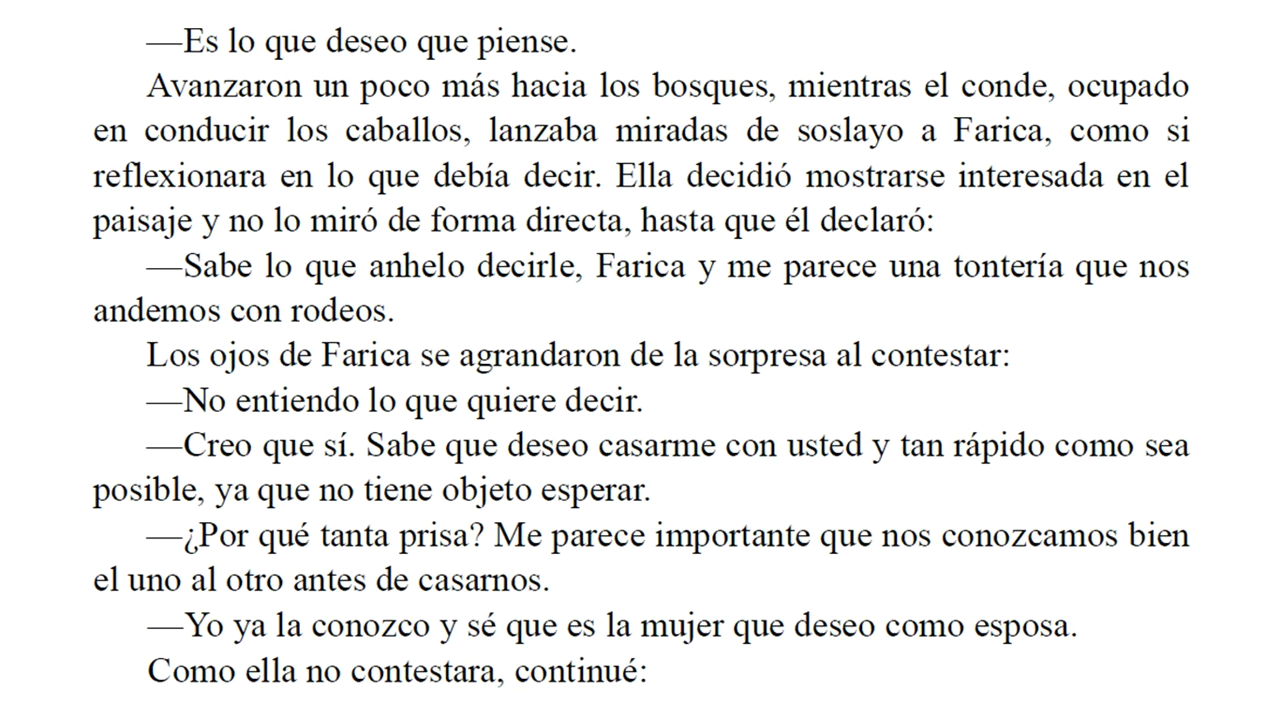 —Es lo que deseo que piense.
Avanzaron un poco más hacia los bosques, mientras el conde, ocupado
en conducir los caballos, lanzaba miradas de soslayo a Farica, como si
reflexionara en lo que debía decir. Ella decidió mostrarse interesada en el
paisaje y no lo miró de forma directa, hasta que él declaró:
—Sabe lo que anhelo decirle, Farica y me parece una tontería que nos
andemos con rodeos.
Los ojos de Farica se agrandaron de la sorpresa al contestar:
—No entiendo lo que quiere decir.
—Creo que sí. Sabe que deseo casarme con usted y tan rápido como sea
posible, ya que no tiene objeto esperar.
—¿Por qué tanta prisa? Me parece importante que nos conozcamos bien
el uno al otro antes de casarnos.
—Yo ya la conozco y sé que es la mujer que deseo como esposa.
Como ella no contestara, continué: